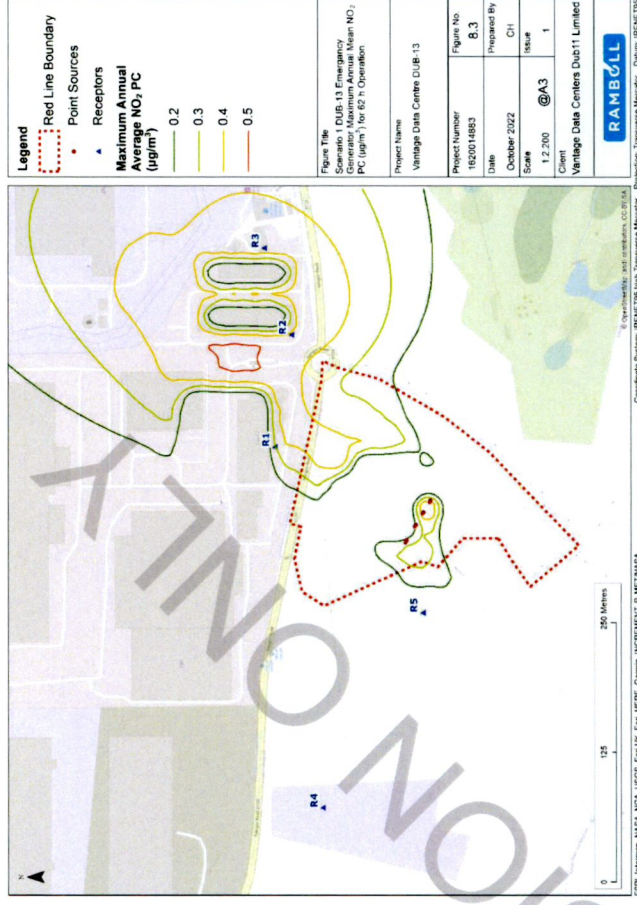 Legend
Red Line Boundary
Point Sources
Receptors
Maximum Annual
Average NO₂ PC
(µg/m³)
0.2
0.3
0.4
0.5
Figure Title
Scenario 1 DUB-13 Emergency
Generator Maximum Annual Mean NO₂
PC (µg/m³) for 62 h Operation
Project Name
Vantage Data Centre DUB-13
Project Number
1620014883
Figure No.
8.3
Date
October 2022
Prepared By
CH
Scale
1:2,200 @A3
Issue
1
Client
Vantage Data Centers Dub11 Limited
RAMBOLL
N
R1
R2
R3
R4
R5
0
125
250 Metres
© OpenStreetMap (and) contributors, CC-BY-SA
ION ONLY